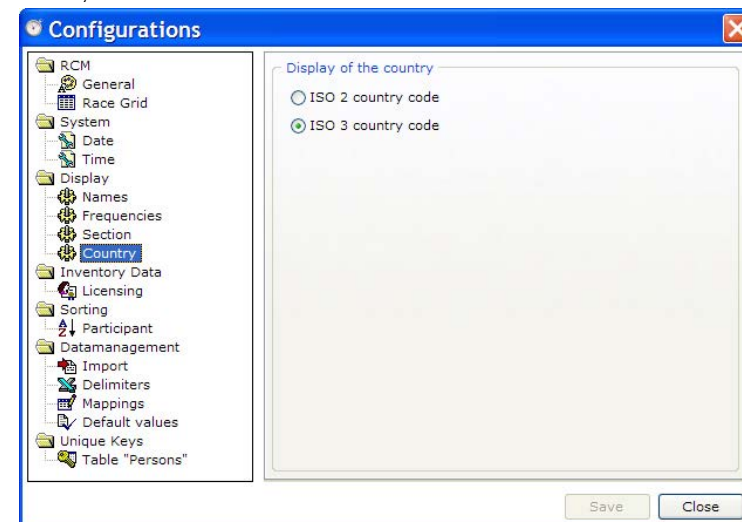 Configurations
RCM
General
Race Grid
System
Date
Time
Display
Names
Frequencies
Section
Country
Inventory Data
Licensing
Sorting
Participant
Datamanagement
Import
Delimiters
Mappings
Default values
Unique Keys
Table "Persons"
Display of the country
ISO 2 country code
ISO 3 country code
Save
Close